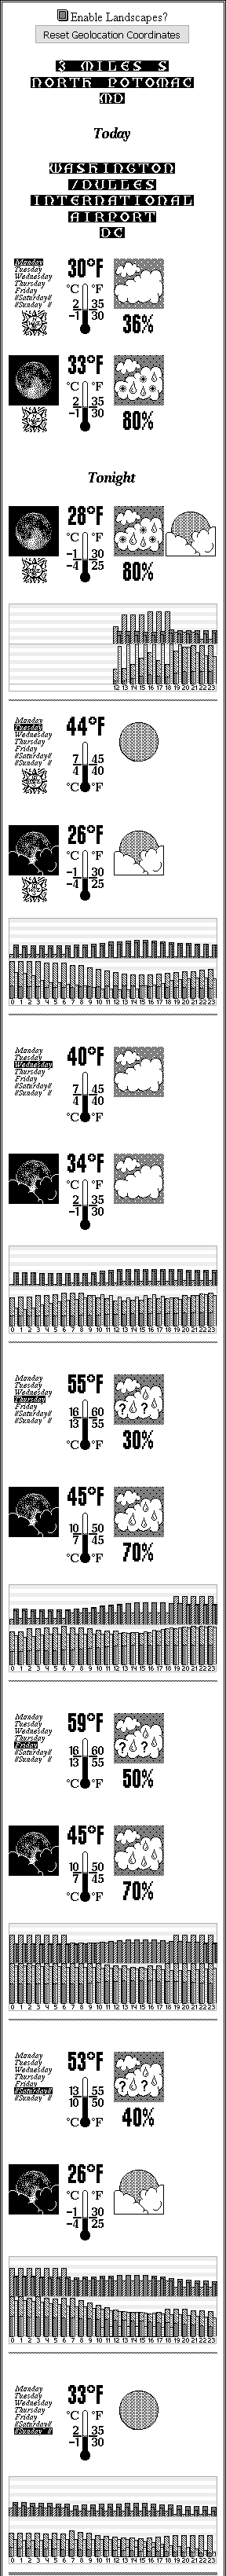 Enable Landscapes?
Reset Geolocation Coordinates
3 MILES S
NORTH POTOMAC
MD
Today
WASHINGTON
/DULLES
INTERNATIONAL
AIRPORT
DC
Monday
Tuesday
Wednesday
Thursday
Friday
#Saturday#
#Sunday #
30°F
°C °F
2 35
-1 30
36%
33°F
°C °F
2 35
-1 30
80%
Tonight
28°F
°C °F
-1 30
-4 25
80%
12 13 14 15 16 17 18 19 20 21 22 23
Monday
Tuesday
Wednesday
Thursday
Friday
#Saturday#
#Sunday #
44°F
7 45
4 40
°C °F
26°F
°C °F
-1 30
-4 25
0 1 2 3 4 5 6 7 8 9 10 11 12 13 14 15 16 17 18 19 20 21 22 23
Monday
Tuesday
Wednesday
Thursday
Friday
#Saturday#
#Sunday #
40°F
7 45
4 40
°C °F
34°F
°C °F
2 35
-1 30
0 1 2 3 4 5 6 7 8 9 10 11 12 13 14 15 16 17 18 19 20 21 22 23
Monday
Tuesday
Wednesday
Thursday
Friday
#Saturday#
#Sunday #
55°F
16 60
13 55
°C °F
? ?
30%
45°F
10 50
7 45
°C °F
70%
0 1 2 3 4 5 6 7 8 9 10 11 12 13 14 15 16 17 18 19 20 21 22 23
Monday
Tuesday
Wednesday
Thursday
Friday
#Saturday#
#Sunday #
59°F
16 60
13 55
°C °F
? ?
50%
45°F
10 50
7 45
°C °F
70%
0 1 2 3 4 5 6 7 8 9 10 11 12 13 14 15 16 17 18 19 20 21 22 23
Monday
Tuesday
Wednesday
Thursday
Friday
#Saturday#
#Sunday #
53°F
13 55
10 50
°C °F
? ?
40%
26°F
°C °F
-1 30
-4 25
0 1 2 3 4 5 6 7 8 9 10 11 12 13 14 15 16 17 18 19 20 21 22 23
Monday
Tuesday
Wednesday
Thursday
Friday
#Saturday#
#Sunday #
33°F
°C °F
2 35
-1 30
0 1 2 3 4 5 6 7 8 9 10 11 12 13 14 15 16 17 18 19 20 21 22 23